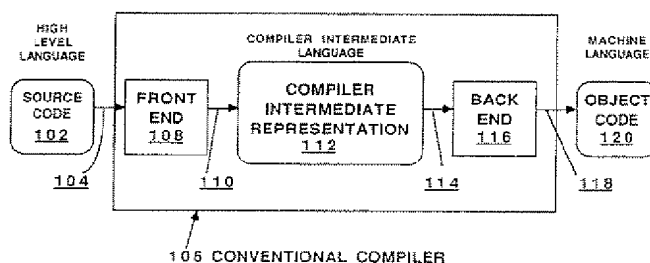 HIGH LEVEL LANGUAGE
COMPILER INTERMEDIATE LANGUAGE
MACHINE LANGUAGE
SOURCE CODE 102
FRONT END 108
COMPILER INTERMEDIATE REPRESENTATION 112
BACK END 116
OBJECT CODE 120
104
110
114
118
106 CONVENTIONAL COMPILER